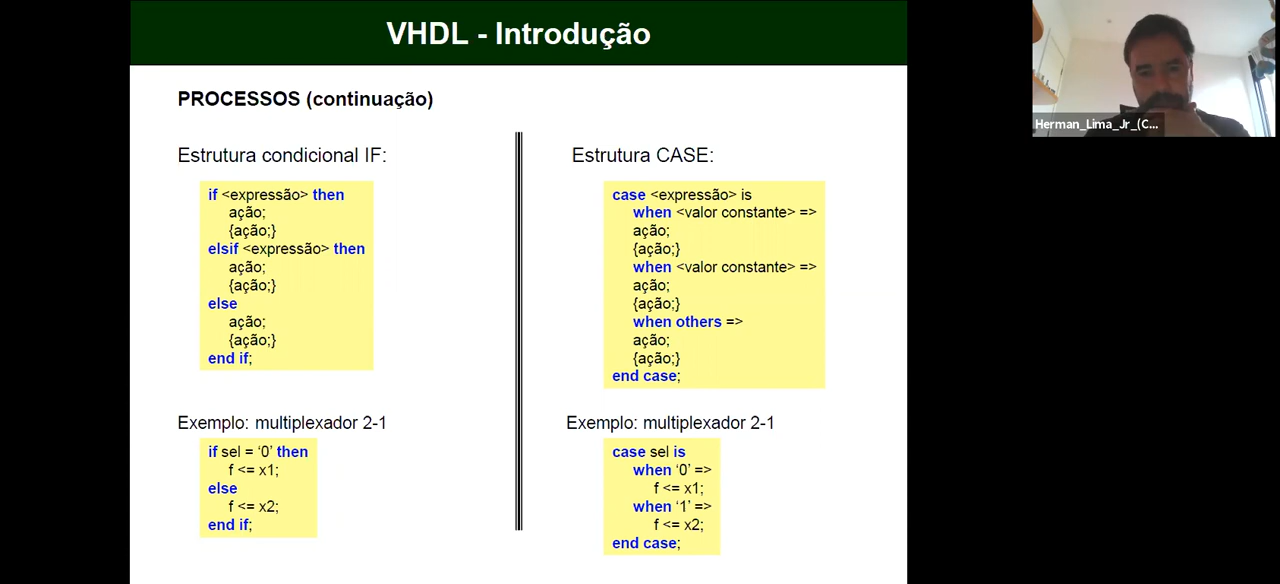 VHDL - Introdução
Herman_Lima_Jr_(C...
PROCESSOS (continuação)
Estrutura condicional IF:
if <expressão> then
ação;
{ação;}
elsif <expressão> then
ação;
{ação;}
else
ação;
{ação;}
end if;
Exemplo: multiplexador 2-1
if sel = ‘0’ then
f <= x1;
else
f <= x2;
end if;
Estrutura CASE:
case <expressão> is
when <valor constante> =>
ação;
{ação;}
when <valor constante> =>
ação;
{ação;}
when others =>
ação;
{ação;}
end case;
Exemplo: multiplexador 2-1
case sel is
when ‘0’ =>
f <= x1;
when ‘1’ =>
f <= x2;
end case;